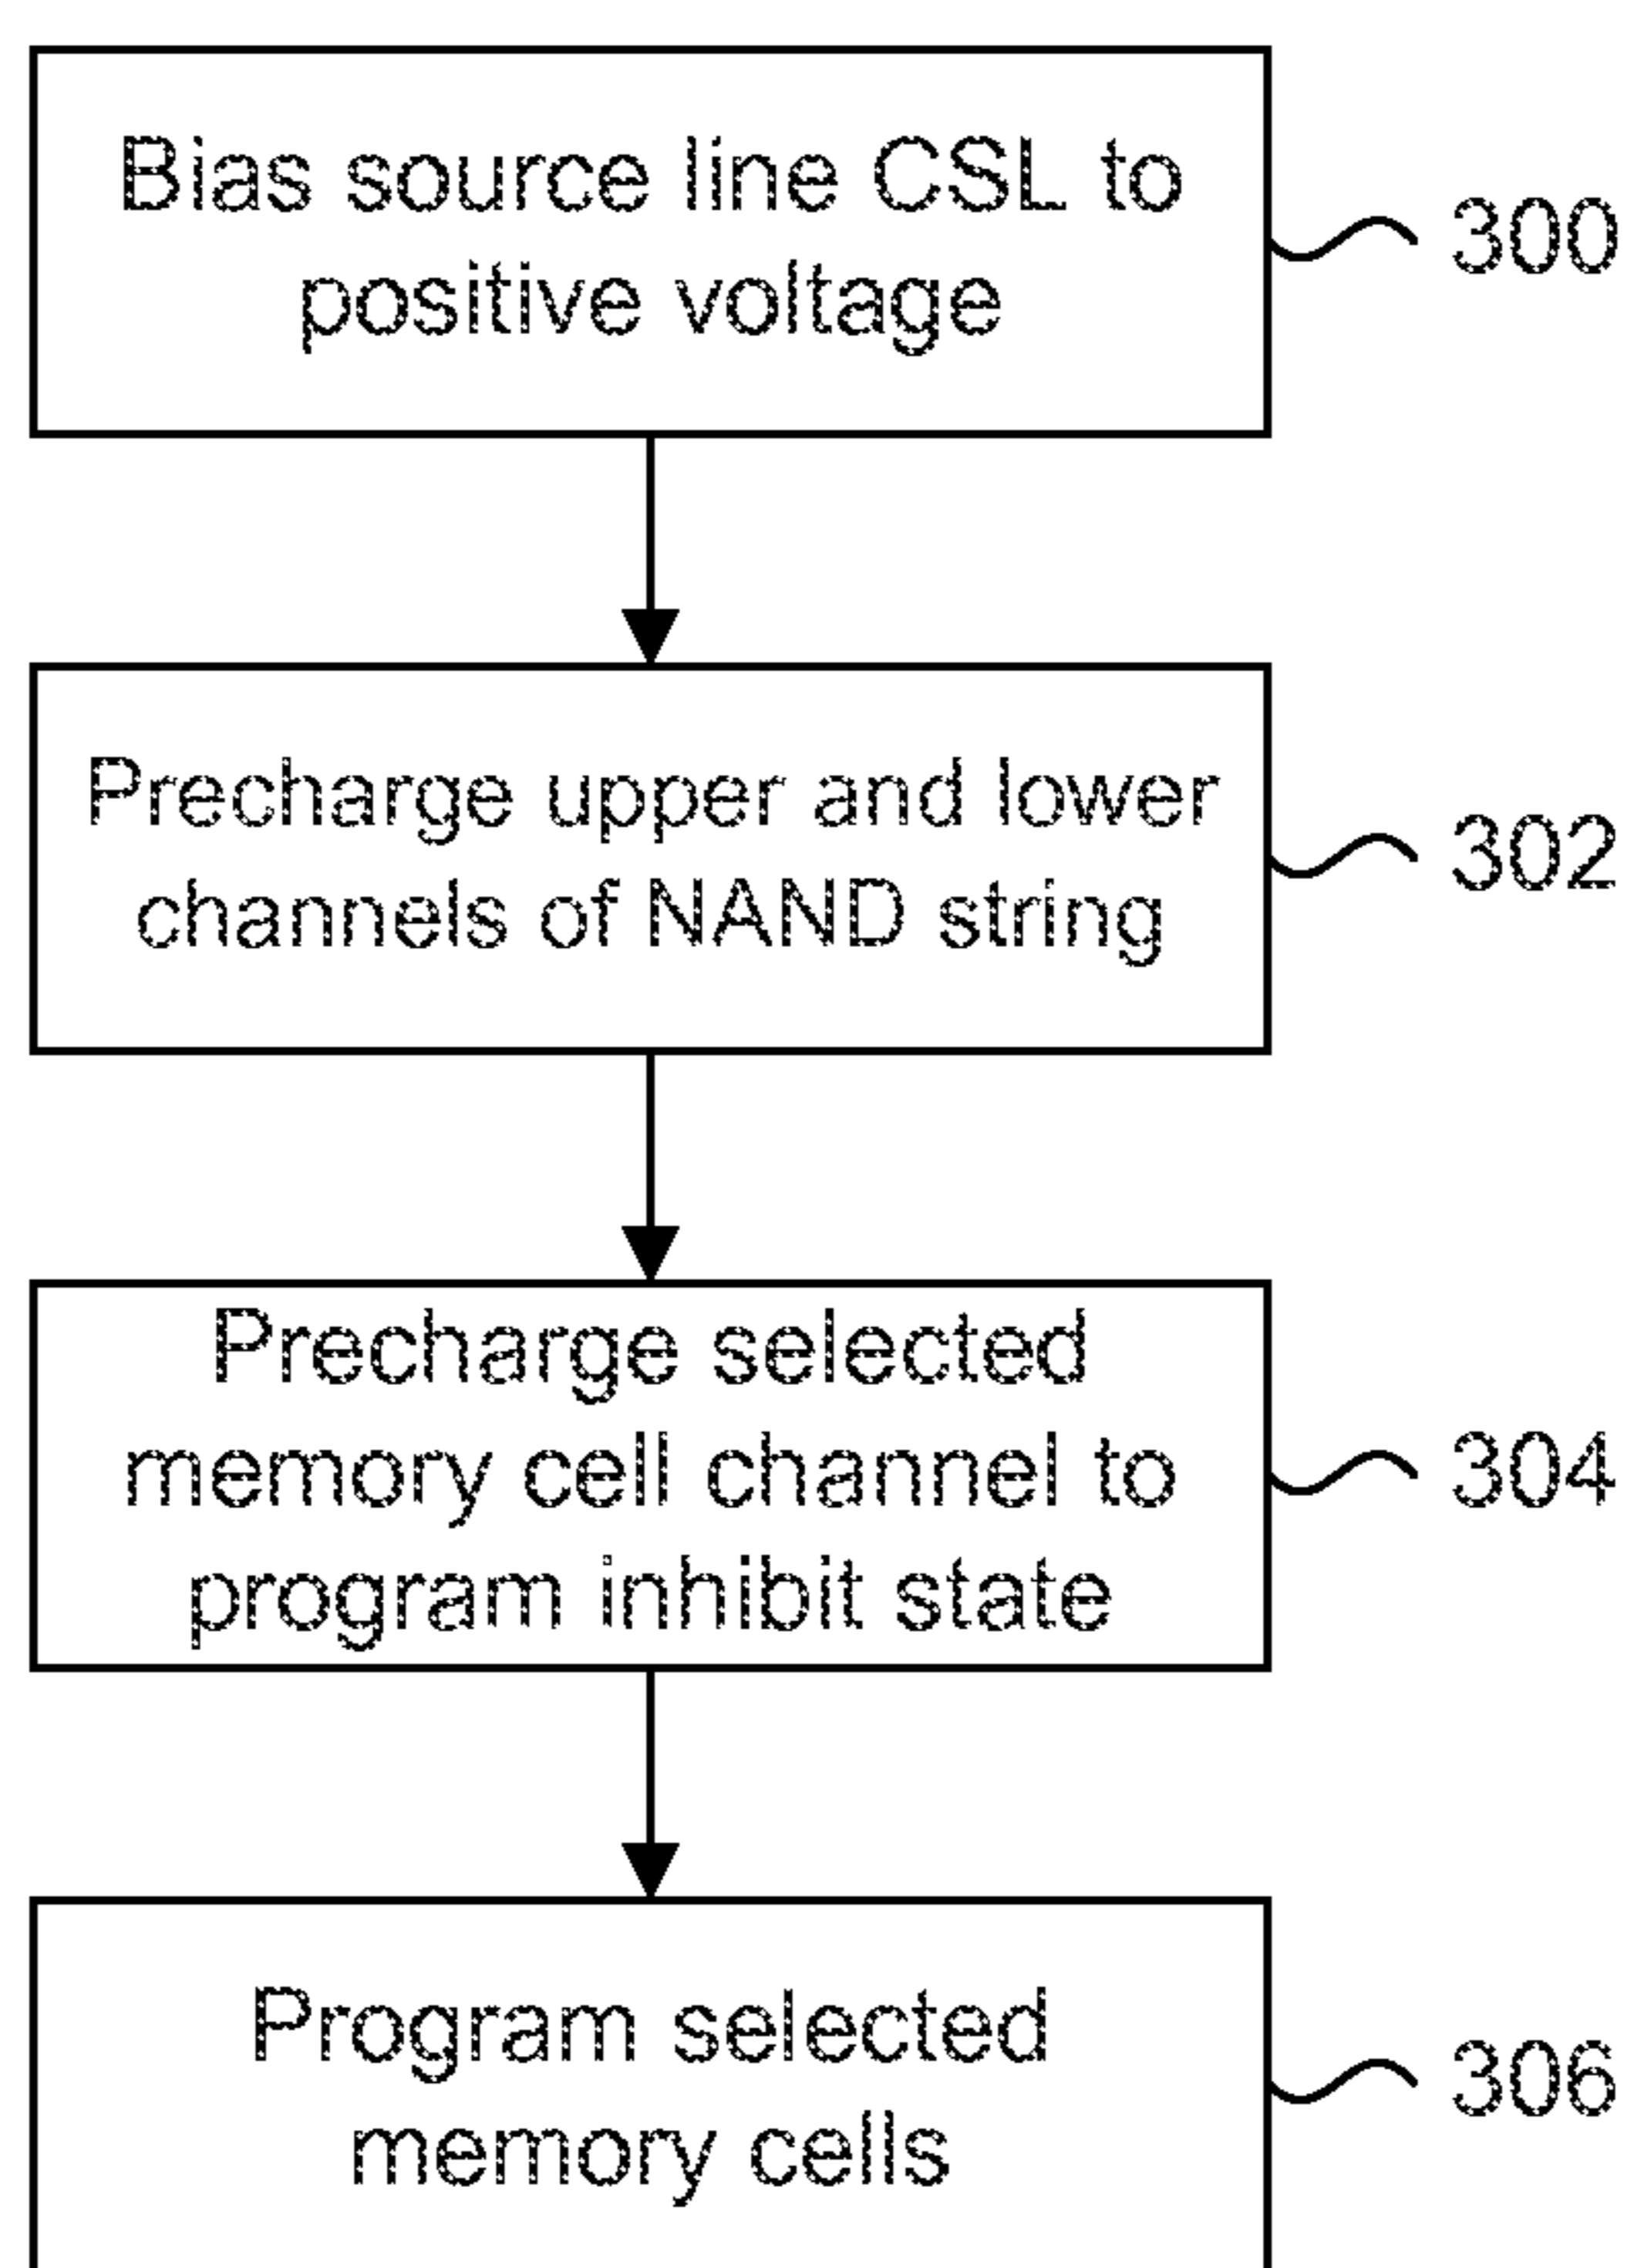 Bias source line CSL to
positive voltage
300
Precharge upper and lower
channels of NAND string
302
Precharge selected
memory cell channel to
program inhibit state
304
Program selected
memory cells
306